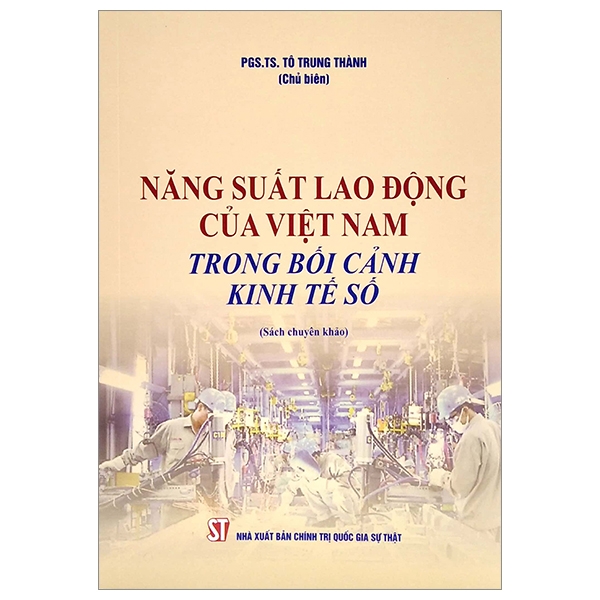 PGS.TS. TÔ TRUNG THÀNH
(Chủ biên)
NĂNG SUẤT LAO ĐỘNG
CỦA VIỆT NAM
TRONG BỐI CẢNH
KINH TẾ SỐ
(Sách chuyên khảo)
ST NHÀ XUẤT BẢN CHÍNH TRỊ QUỐC GIA SỰ THẬT